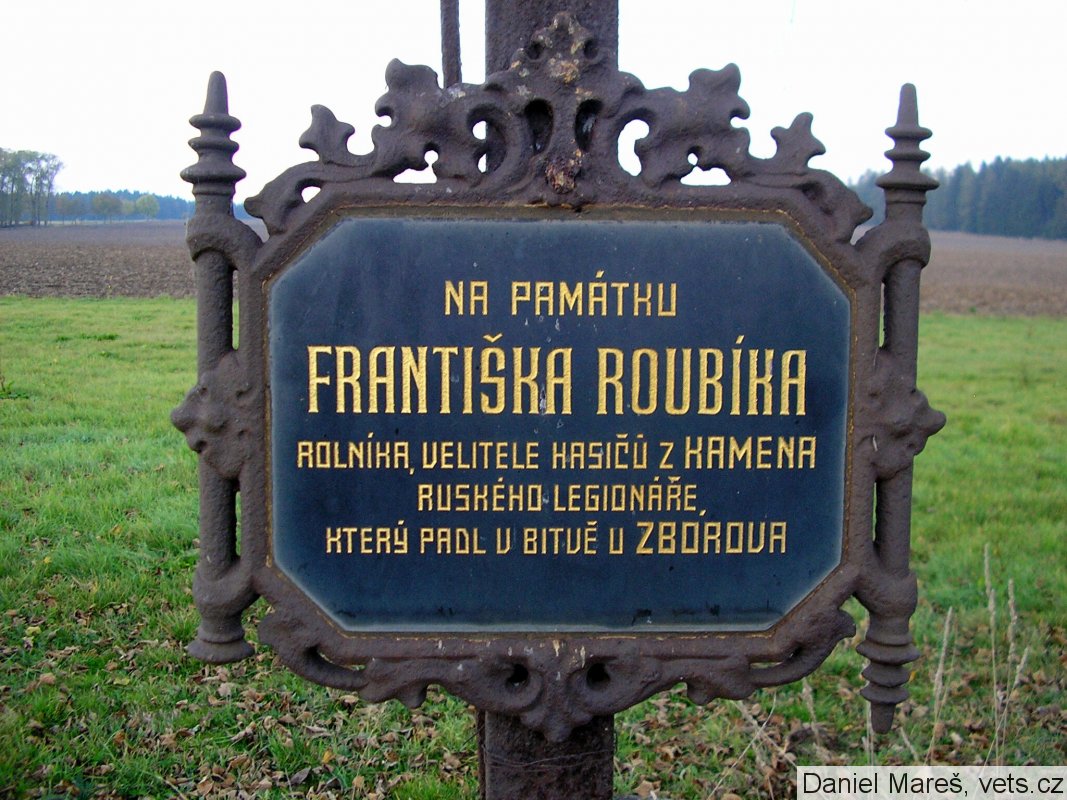 NA PAMÁTKU
FRANTIŠKA ROUBÍKA
ROLNÍKA, VELITELE HASIČŮ Z KAMENA
RUSKÉHO LEGIONÁŘE,
KTERÝ PADL V BITVĚ U ZBOROVA
Daniel Mareš, vets.cz